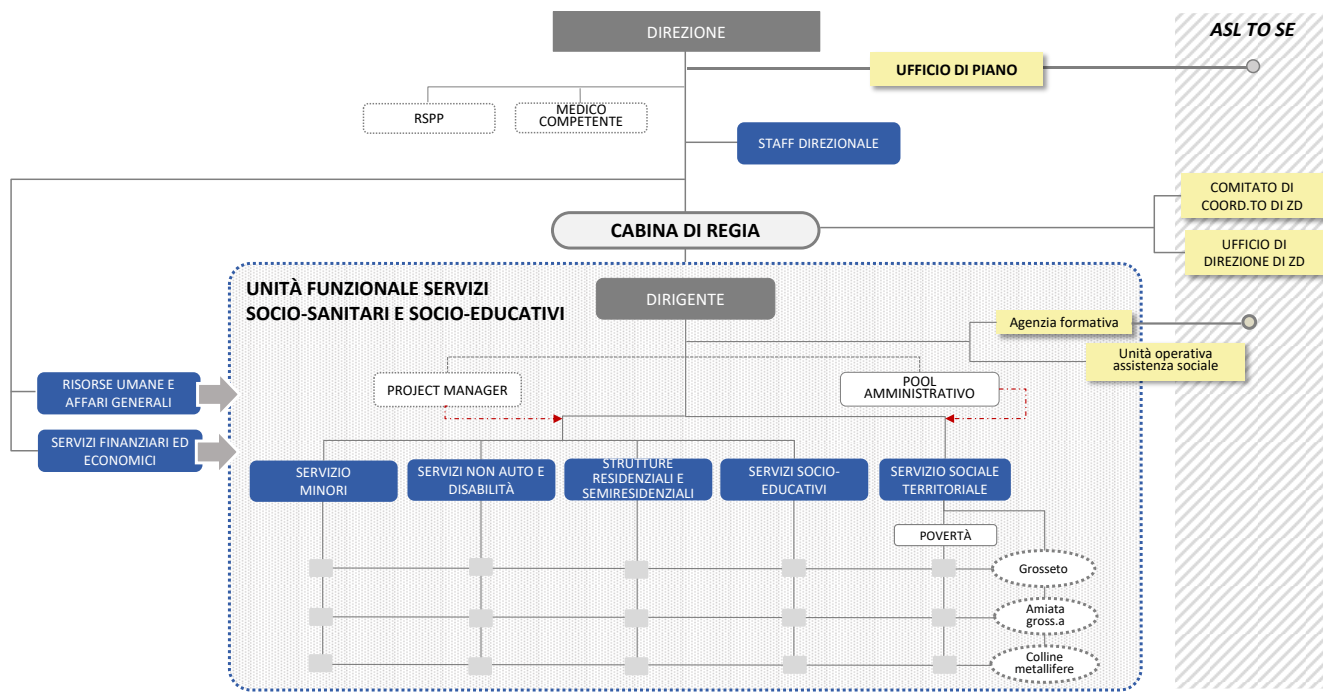 DIREZIONE
ASL TO SE
UFFICIO DI PIANO
RSPP
MEDICO
COMPETENTE
STAFF DIREZIONALE
COMITATO DI
COORD.TO DI ZD
CABINA DI REGIA
UFFICIO DI
DIREZIONE DI ZD
UNITÀ FUNZIONALE SERVIZI
SOCIO-SANITARI E SOCIO-EDUCATIVI
DIRIGENTE
Agenzia formativa
Unità operativa
assistenza sociale
RISORSE UMANE E
AFFARI GENERALI
PROJECT MANAGER
POOL
AMMINISTRATIVO
SERVIZI FINANZIARI ED
ECONOMICI
SERVIZIO
MINORI
SERVIZI NON AUTO E
DISABILITÀ
STRUTTURE
RESIDENZIALI E
SEMIRESIDENZIALI
SERVIZI SOCIO-
EDUCATIVI
SERVIZIO SOCIALE
TERRITORIALE
POVERTÀ
Grosseto
Amiata
gross.a
Colline
metallifere